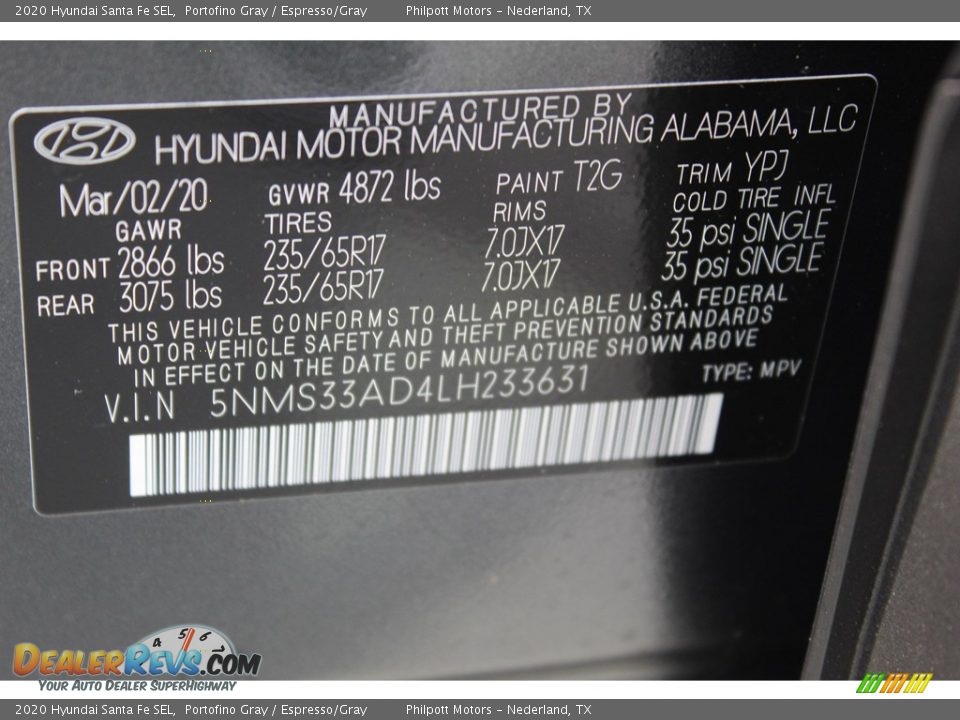 2020 Hyundai Santa Fe SEL, Portofino Gray / Espresso/Gray Philpott Motors - Nederland, TX
MANUFACTURED BY
HYUNDAI MOTOR MANUFACTURING ALABAMA, LLC
Mar/02/20 GVWR 4872 lbs PAINT T2G TRIM YPJ
GAWR TIRES RIMS COLD TIRE INFL
FRONT 2866 lbs 235/65R17 7.0JX17 35 psi SINGLE
REAR 3075 lbs 235/65R17 7.0JX17 35 psi SINGLE
THIS VEHICLE CONFORMS TO ALL APPLICABLE U.S.A. FEDERAL
MOTOR VEHICLE SAFETY AND THEFT PREVENTION STANDARDS
IN EFFECT ON THE DATE OF MANUFACTURE SHOWN ABOVE
V.I.N 5NMS33AD4LH233631 TYPE: MPV
4 5 6
DEALERREVS.COM
YOUR AUTO DEALER SUPERHIGHWAY
2020 Hyundai Santa Fe SEL, Portofino Gray / Espresso/Gray Philpott Motors - Nederland, TX